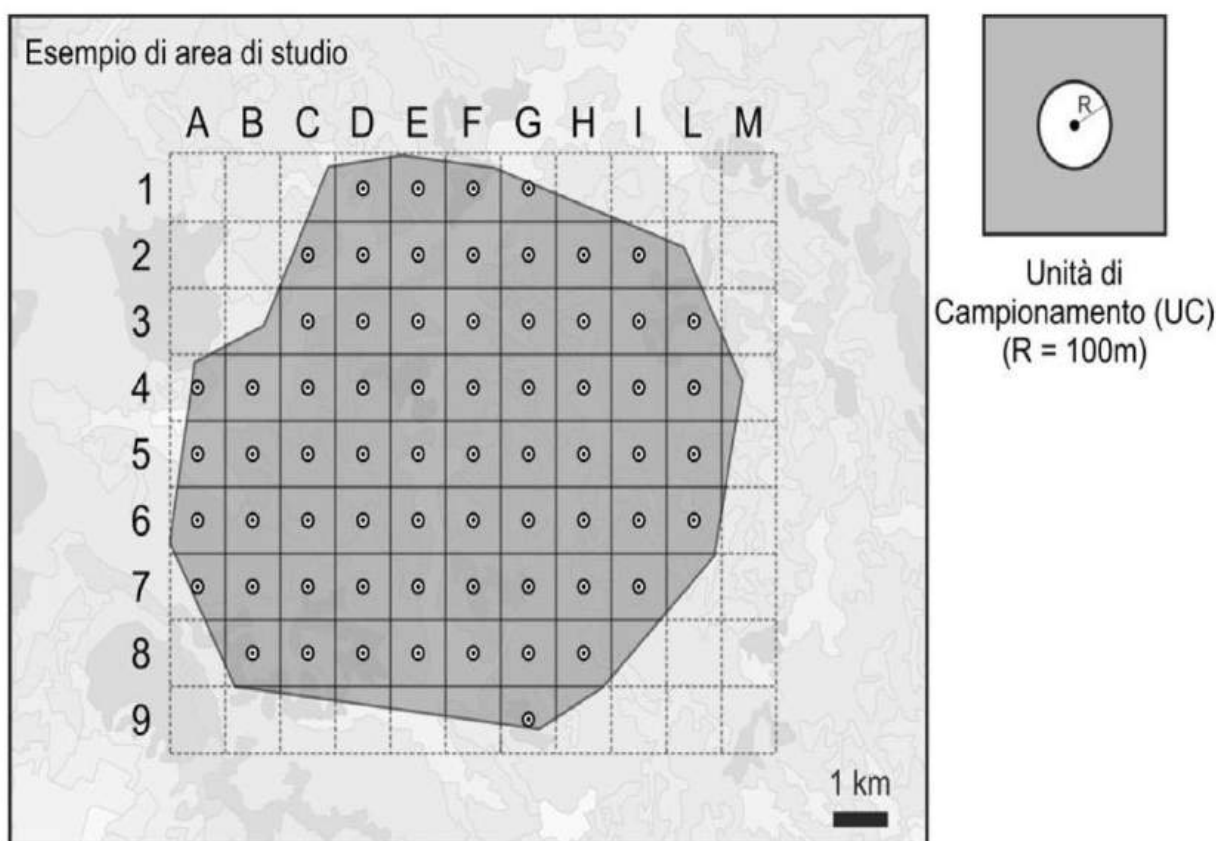 Esempio di area di studio
A B C D E F G H I L M
1
2
3
4
5
6
7
8
9
1 km
R
Unità di
Campionamento (UC)
(R = 100m)